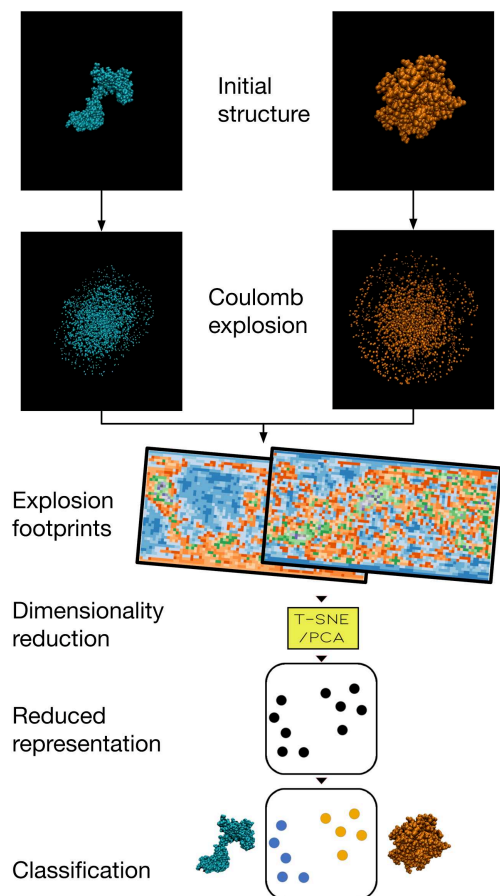 Initial
structure
Coulomb
explosion
Explosion
footprints
Dimensionality
reduction
T-SNE
/PCA
Reduced
representation
Classification